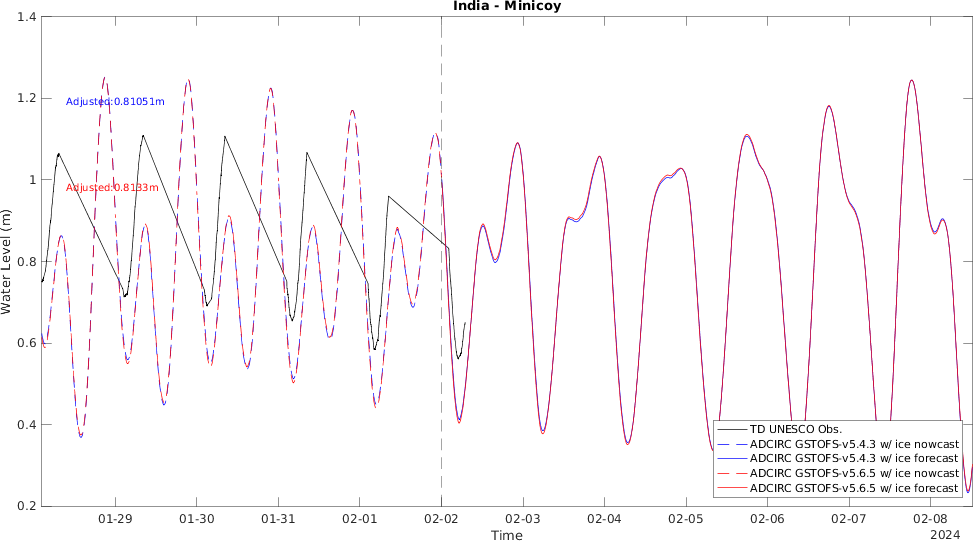 India - Minicoy
1.4
1.2
1
0.8
0.6
0.4
0.2
Water Level (m)
Adjusted:0.81051m
Adjusted:0.8133m
TD UNESCO Obs.
ADCIRC GSTOFS-v5.4.3 w/ ice nowcast
ADCIRC GSTOFS-v5.4.3 w/ ice forecast
ADCIRC GSTOFS-v5.6.5 w/ ice nowcast
ADCIRC GSTOFS-v5.6.5 w/ ice forecast
01-29 01-30 01-31 02-01 02-02 02-03 02-04 02-05 02-06 02-07 02-08
2024
Time